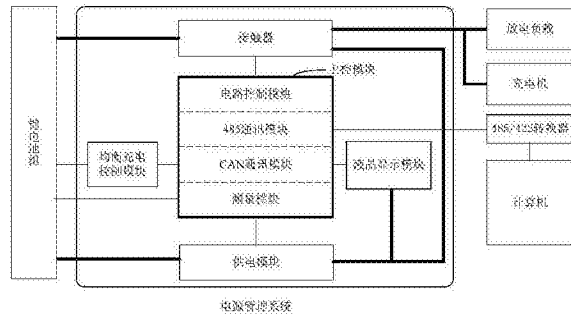 接触器
放电负载
主控模块
充电机
电路控制模块
485通讯模块
485/422转换器
均衡充电
控制模块
CAN通讯模块
液晶显示模块
测量模块
计算机
供电模块
电源管理系统